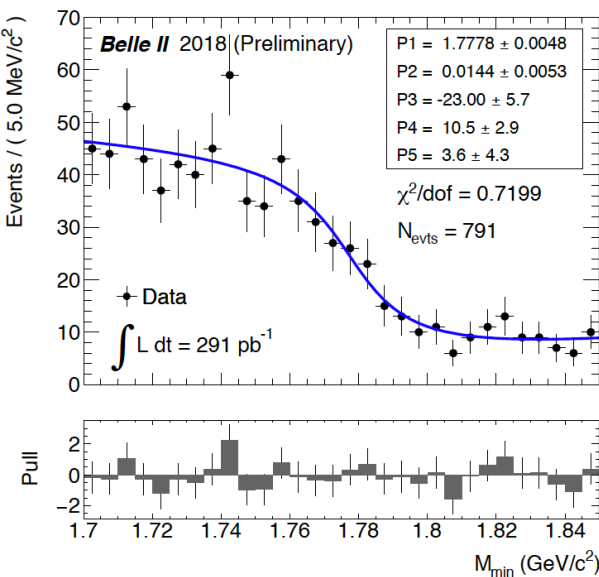 Belle II 2018 (Preliminary)
P1 = 1.7778 ± 0.0048
P2 = 0.0144 ± 0.0053
P3 = -23.00 ± 5.7
P4 = 10.5 ± 2.9
P5 = 3.6 ± 4.3
χ²/dof = 0.7199
N_evts = 791
Data
∫ L dt = 291 pb⁻¹
Events / ( 5.0 MeV/c² )
70
60
50
40
30
20
10
0
Pull
2
0
−2
1.7 1.72 1.74 1.76 1.78 1.8 1.82 1.84
M_min (GeV/c²)